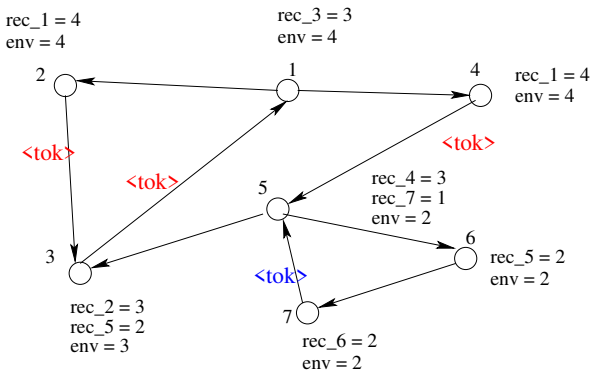 rec_1 = 4
env = 4
rec_3 = 3
env = 4
2
1
4
rec_1 = 4
env = 4
<tok>
<tok>
<tok>
5
rec_4 = 3
rec_7 = 1
env = 2
6
3
rec_5 = 2
env = 2
<tok>
7
rec_2 = 3
rec_5 = 2
env = 3
rec_6 = 2
env = 2